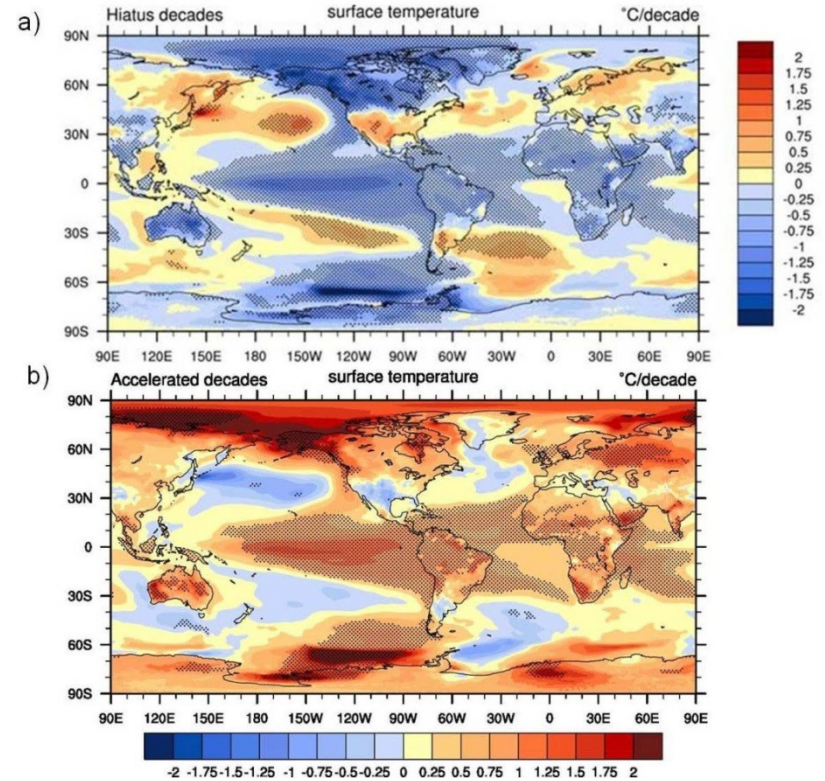 a)
Hiatus decades surface temperature °C/decade
90N
60N
30N
0
30S
60S
90S
90E 120E 150E 180 150W 120W 90W 60W 30W 0 30E 60E 90E
2
1.75
1.5
1.25
1
0.75
0.5
0.25
0
-0.25
-0.5
-0.75
-1
-1.25
-1.5
-1.75
-2
b)
Accelerated decades surface temperature °C/decade
90N
60N
30N
0
30S
60S
90S
90E 120E 150E 180 150W 120W 90W 60W 30W 0 30E 60E 90E
-2 -1.75 -1.5 -1.25 -1 -0.75 -0.5 -0.25 0 0.25 0.5 0.75 1 1.25 1.5 1.75 2